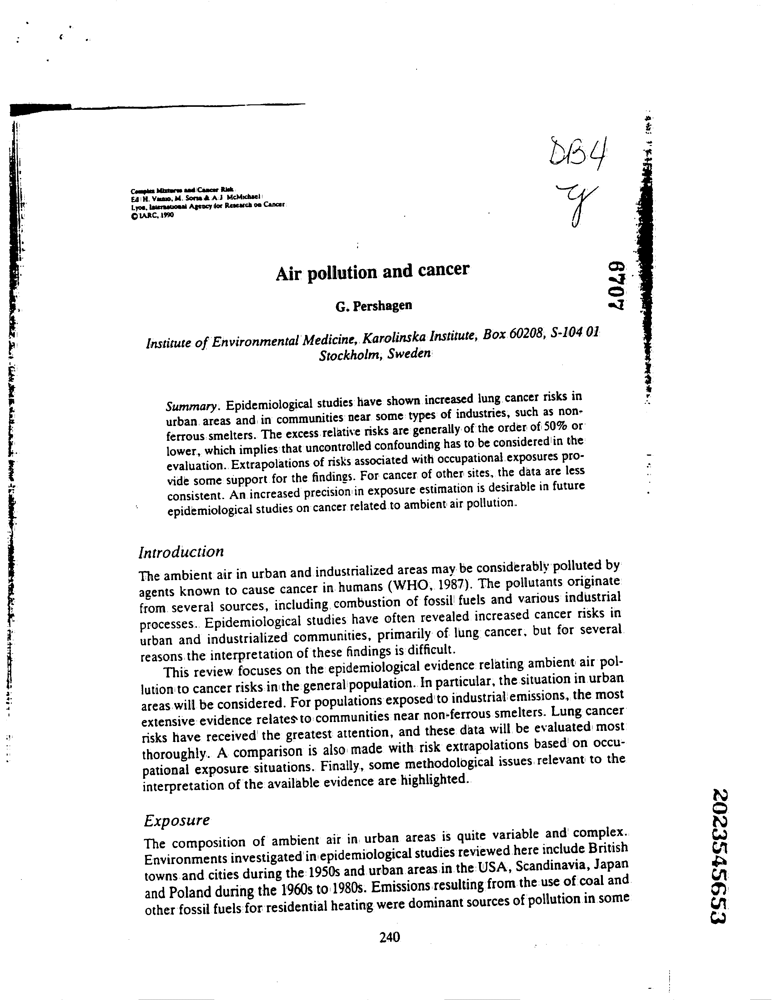 Complex Mixtures and Cancer Risk
Ed H. Vainio, M. Sorsa & A.J McMichael
Lyon, International Agency for Research on Cancer
© IARC, 1990
DB4
y
6707
Air pollution and cancer
G. Pershagen
Institute of Environmental Medicine, Karolinska Institute, Box 60208, S-104 01
Stockholm, Sweden
Summary. Epidemiological studies have shown increased lung cancer risks in
urban areas and in communities near some types of industries, such as non-
ferrous smelters. The excess relative risks are generally of the order of 50% or
lower, which implies that uncontrolled confounding has to be considered in the
evaluation. Extrapolations of risks associated with occupational exposures pro-
vide some support for the findings. For cancer of other sites, the data are less
consistent. An increased precision in exposure estimation is desirable in future
epidemiological studies on cancer related to ambient air pollution.
Introduction
The ambient air in urban and industrialized areas may be considerably polluted by
agents known to cause cancer in humans (WHO, 1987). The pollutants originate
from several sources, including combustion of fossil fuels and various industrial
processes. Epidemiological studies have often revealed increased cancer risks in
urban and industrialized communities, primarily of lung cancer, but for several
reasons the interpretation of these findings is difficult.
This review focuses on the epidemiological evidence relating ambient air pol-
lution to cancer risks in the general population. In particular, the situation in urban
areas will be considered. For populations exposed to industrial emissions, the most
extensive evidence relates to communities near non-ferrous smelters. Lung cancer
risks have received the greatest attention, and these data will be evaluated most
thoroughly. A comparison is also made with risk extrapolations based on occu-
pational exposure situations. Finally, some methodological issues relevant to the
interpretation of the available evidence are highlighted.
Exposure
The composition of ambient air in urban areas is quite variable and complex.
Environments investigated in epidemiological studies reviewed here include British
towns and cities during the 1950s and urban areas in the USA, Scandinavia, Japan
and Poland during the 1960s to 1980s. Emissions resulting from the use of coal and
other fossil fuels for residential heating were dominant sources of pollution in some
240
2023545653